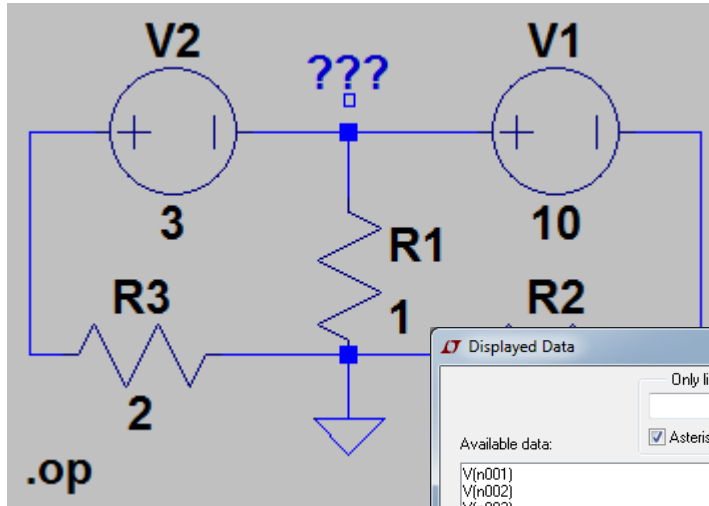 V2
V1
???
3
10
R1
R3
R2
1
2
.op
Displayed Data
Only li
Asteris
Available data:
V(n001)
V(n002)